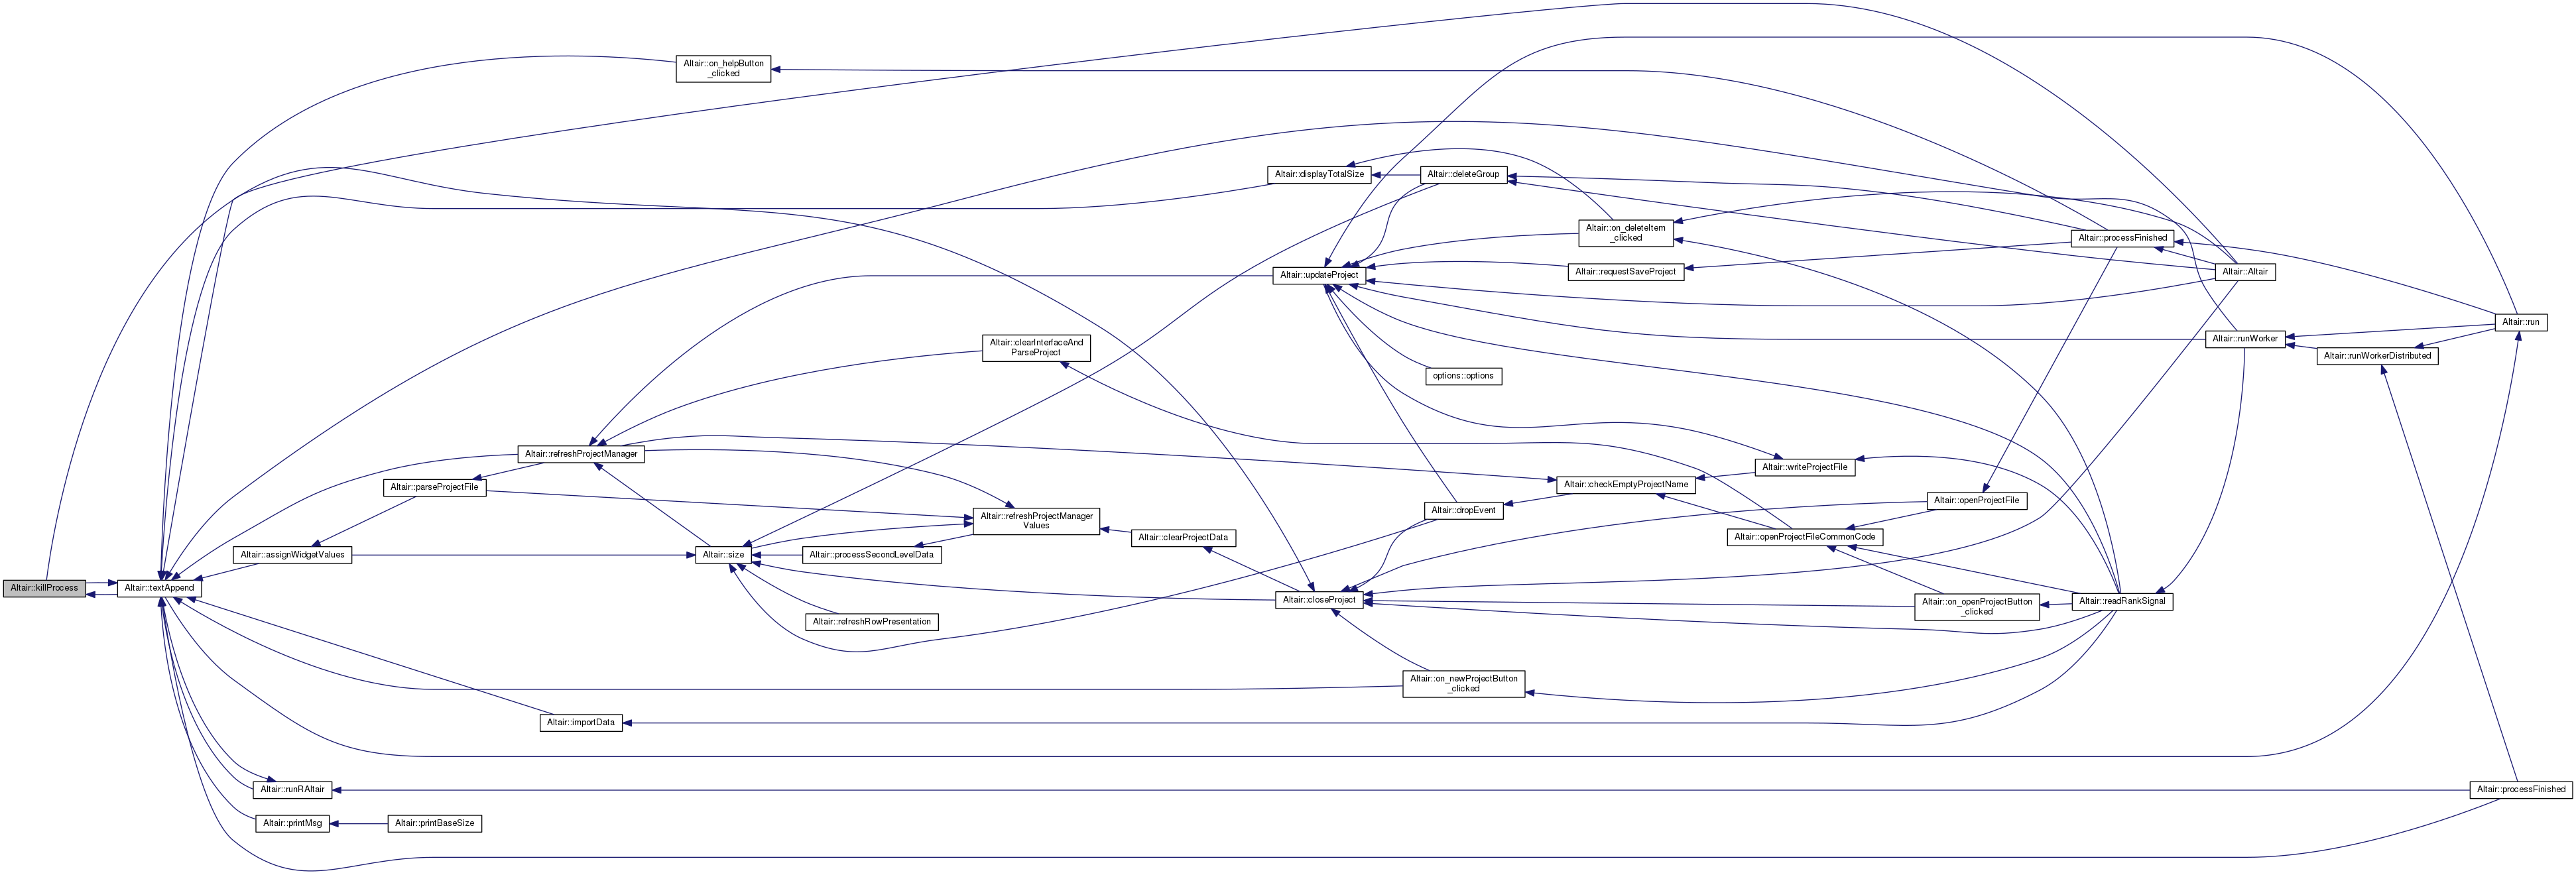 Altair::killProcess
Altair::textAppend
Altair::on_helpButton
_clicked
Altair::assignWidgetValues
Altair::runRAltair
Altair::printMsg
Altair::parseProjectFile
Altair::printBaseSize
Altair::refreshProjectManager
Altair::importData
Altair::size
Altair::processSecondLevelData
Altair::refreshRowPresentation
Altair::clearInterfaceAnd
ParseProject
Altair::refreshProjectManager
Values
Altair::clearProjectData
Altair::displayTotalSize
Altair::updateProject
Altair::closeProject
Altair::deleteGroup
options::options
Altair::dropEvent
Altair::on_newProjectButton
_clicked
Altair::on_deleteItem
_clicked
Altair::requestSaveProject
Altair::checkEmptyProjectName
Altair::writeProjectFile
Altair::openProjectFileCommonCode
Altair::openProjectFile
Altair::on_openProjectButton
_clicked
Altair::processFinished
Altair::readRankSignal
Altair::Altair
Altair::runWorker
Altair::runWorkerDistributed
Altair::run
Altair::processFinished